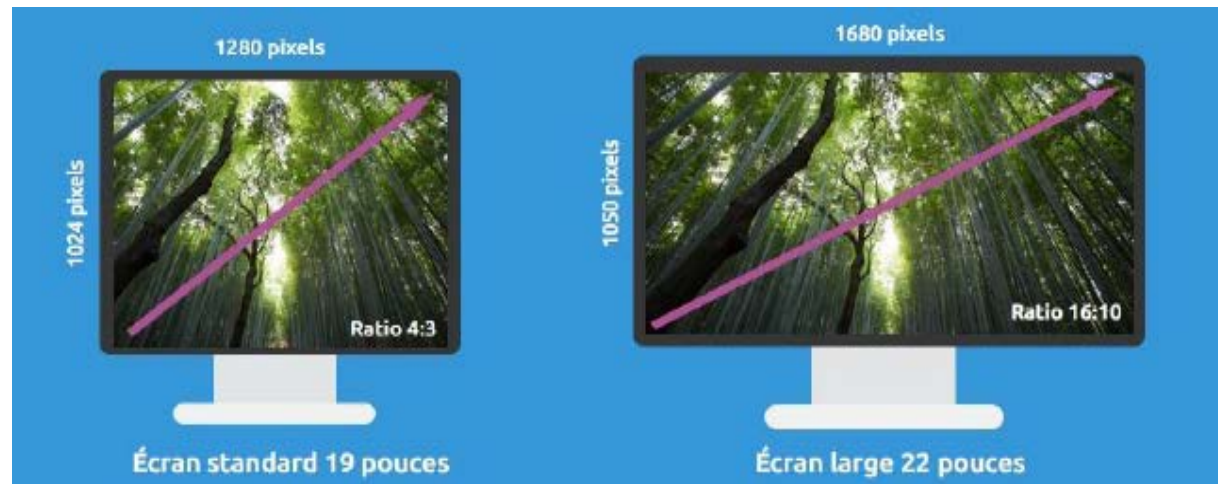 1280 pixels
1024 pixels
Ratio 4:3
Écran standard 19 pouces
1680 pixels
1050 pixels
Ratio 16:10
Écran large 22 pouces